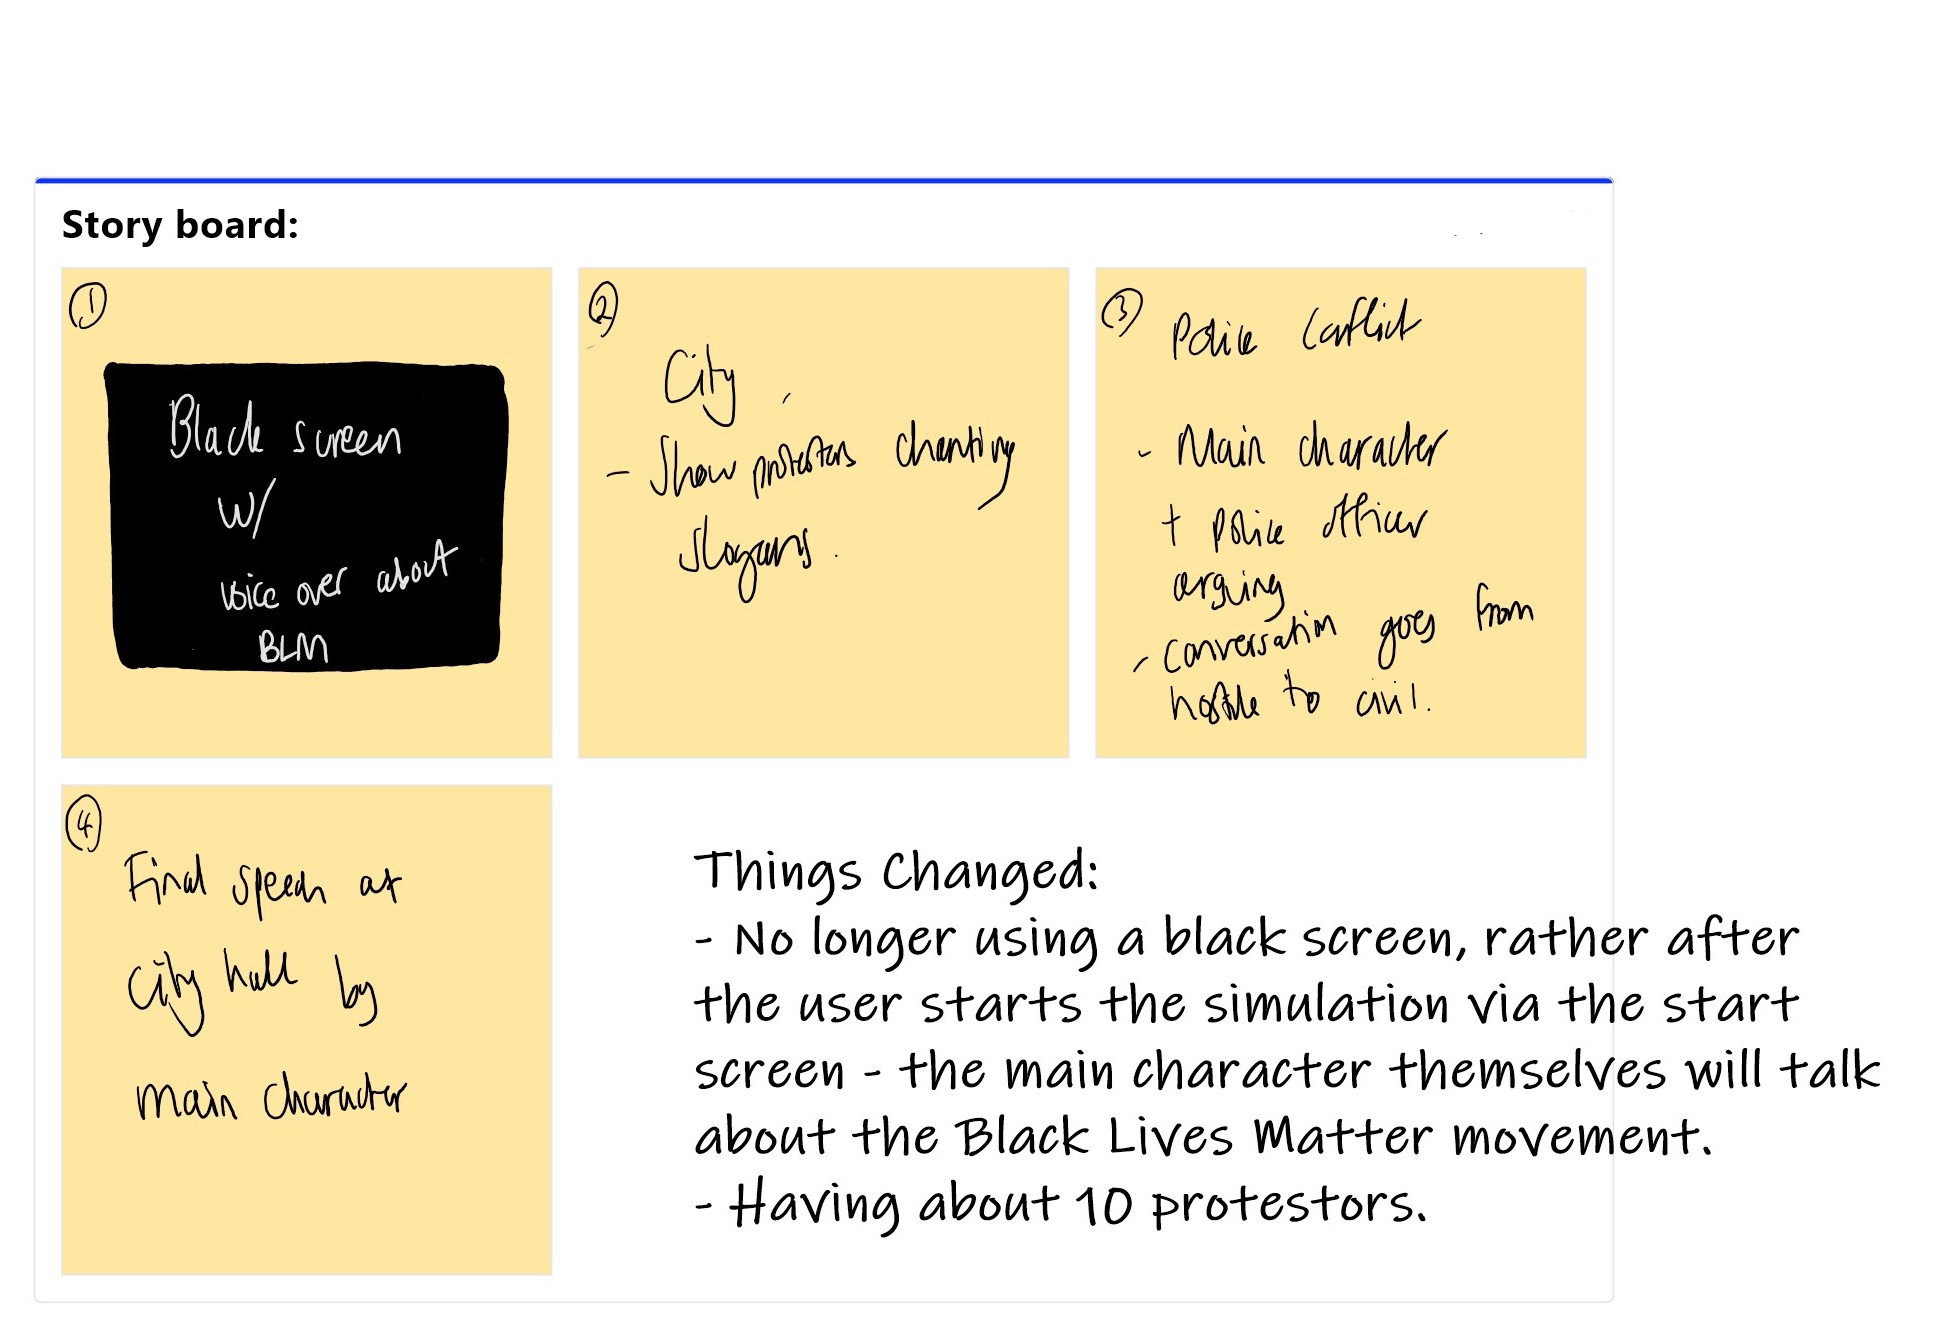 Story board:
1
Black screen
w/
voice over about
BLM
2
City
- Show protestors chanting
slogans.
3
Police Conflict
- Main character
+ police officer
arguing
- conversation goes from
hostile to civil.
4
Final speech at
City hall by
main character
Things Changed:
- No longer using a black screen, rather after
the user starts the simulation via the start
screen - the main character themselves will talk
about the Black Lives Matter movement.
- Having about 10 protestors.